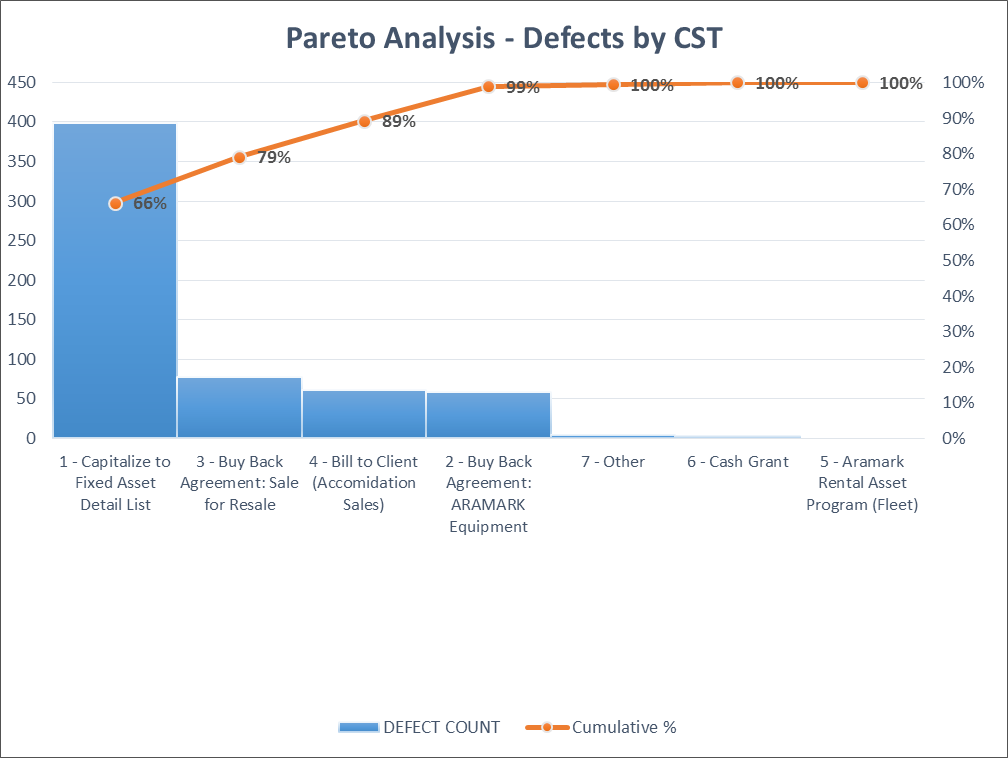 Pareto Analysis - Defects by CST
450
400
350
300
250
200
150
100
50
0
100%
90%
80%
70%
60%
50%
40%
30%
20%
10%
0%
66%
79%
89%
99%
100%
100%
100%
1 - Capitalize to
Fixed Asset
Detail List
3 - Buy Back
Agreement: Sale
for Resale
4 - Bill to Client
(Accomidation
Sales)
2 - Buy Back
Agreement:
ARAMARK
Equipment
7 - Other
6 - Cash Grant
5 - Aramark
Rental Asset
Program (Fleet)
DEFECT COUNT
Cumulative %